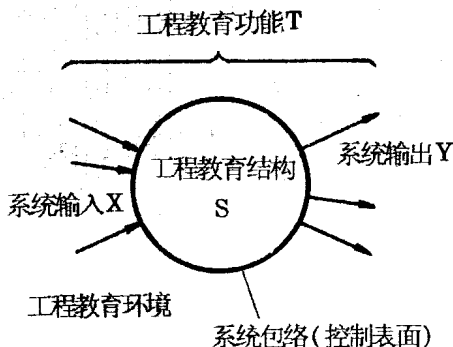 工程教育功能T
工程教育结构
S
系统输出Y
系统输入X
工程教育环境
系统包络(控制表面)